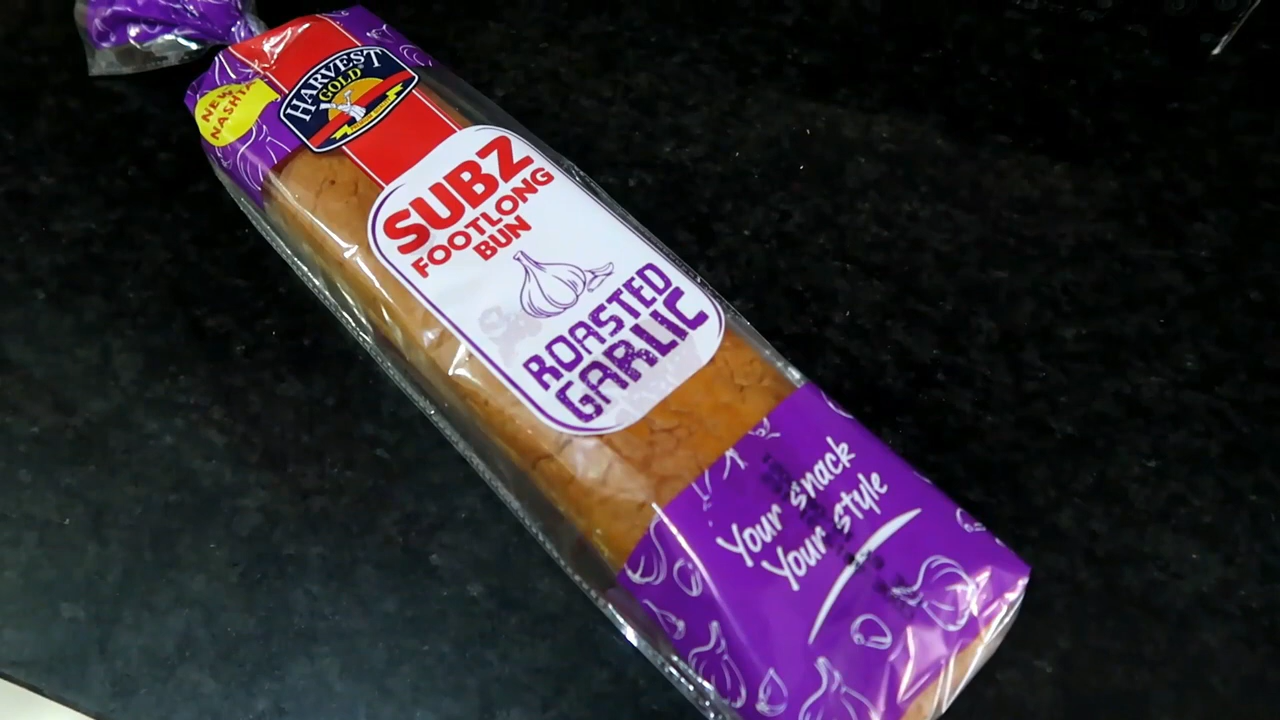 NEW
NASHTA
HARVEST
GOLD
SUBZ
FOOTLONG
BUN
ROASTED
GARLIC
Your snack
Your style